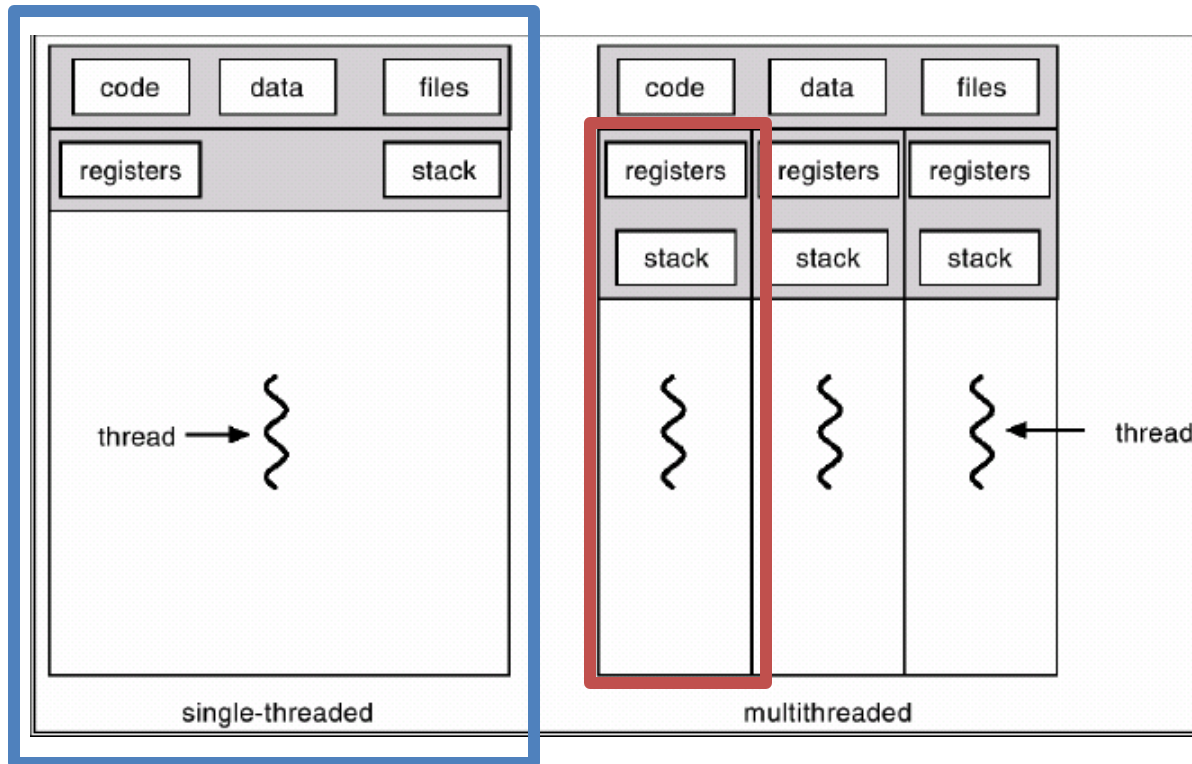 code data files
registers stack
thread
single-threaded
code data files
registers registers registers
stack stack stack
thread
multithreaded